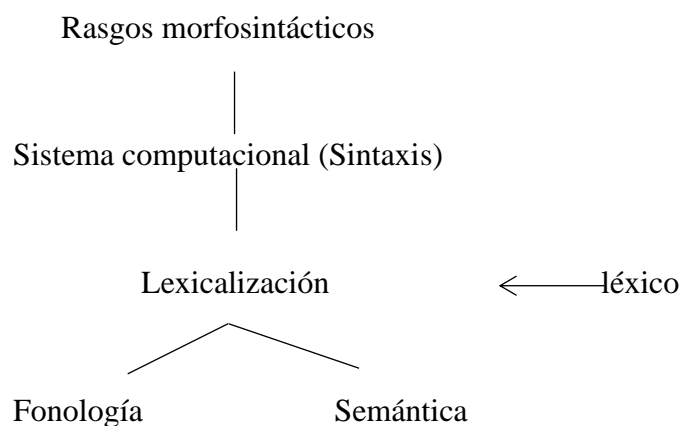 Rasgos morfosintácticos
Sistema computacional (Sintaxis)
Lexicalización léxico
Fonología Semántica